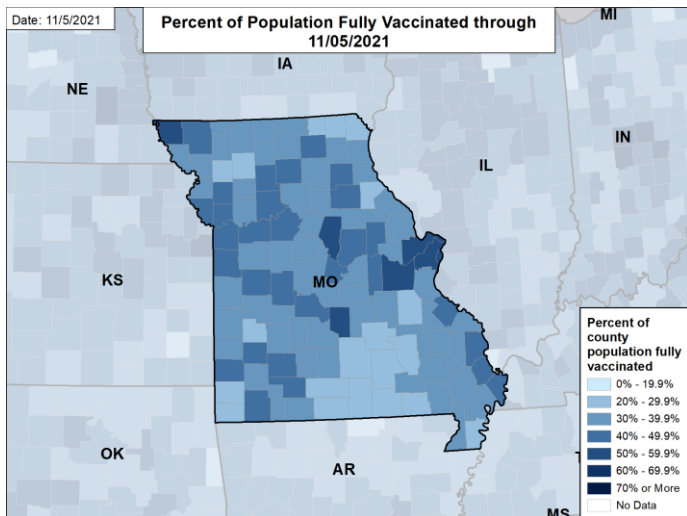 Date: 11/5/2021
Percent of Population Fully Vaccinated through
11/05/2021
MI
IA
NE
IN
IL
KS
MO
OK
AR
MS
Percent of
county
population fully
vaccinated
0% - 19.9%
20% - 29.9%
30% - 39.9%
40% - 49.9%
50% - 59.9%
60% - 69.9%
70% or More
No Data